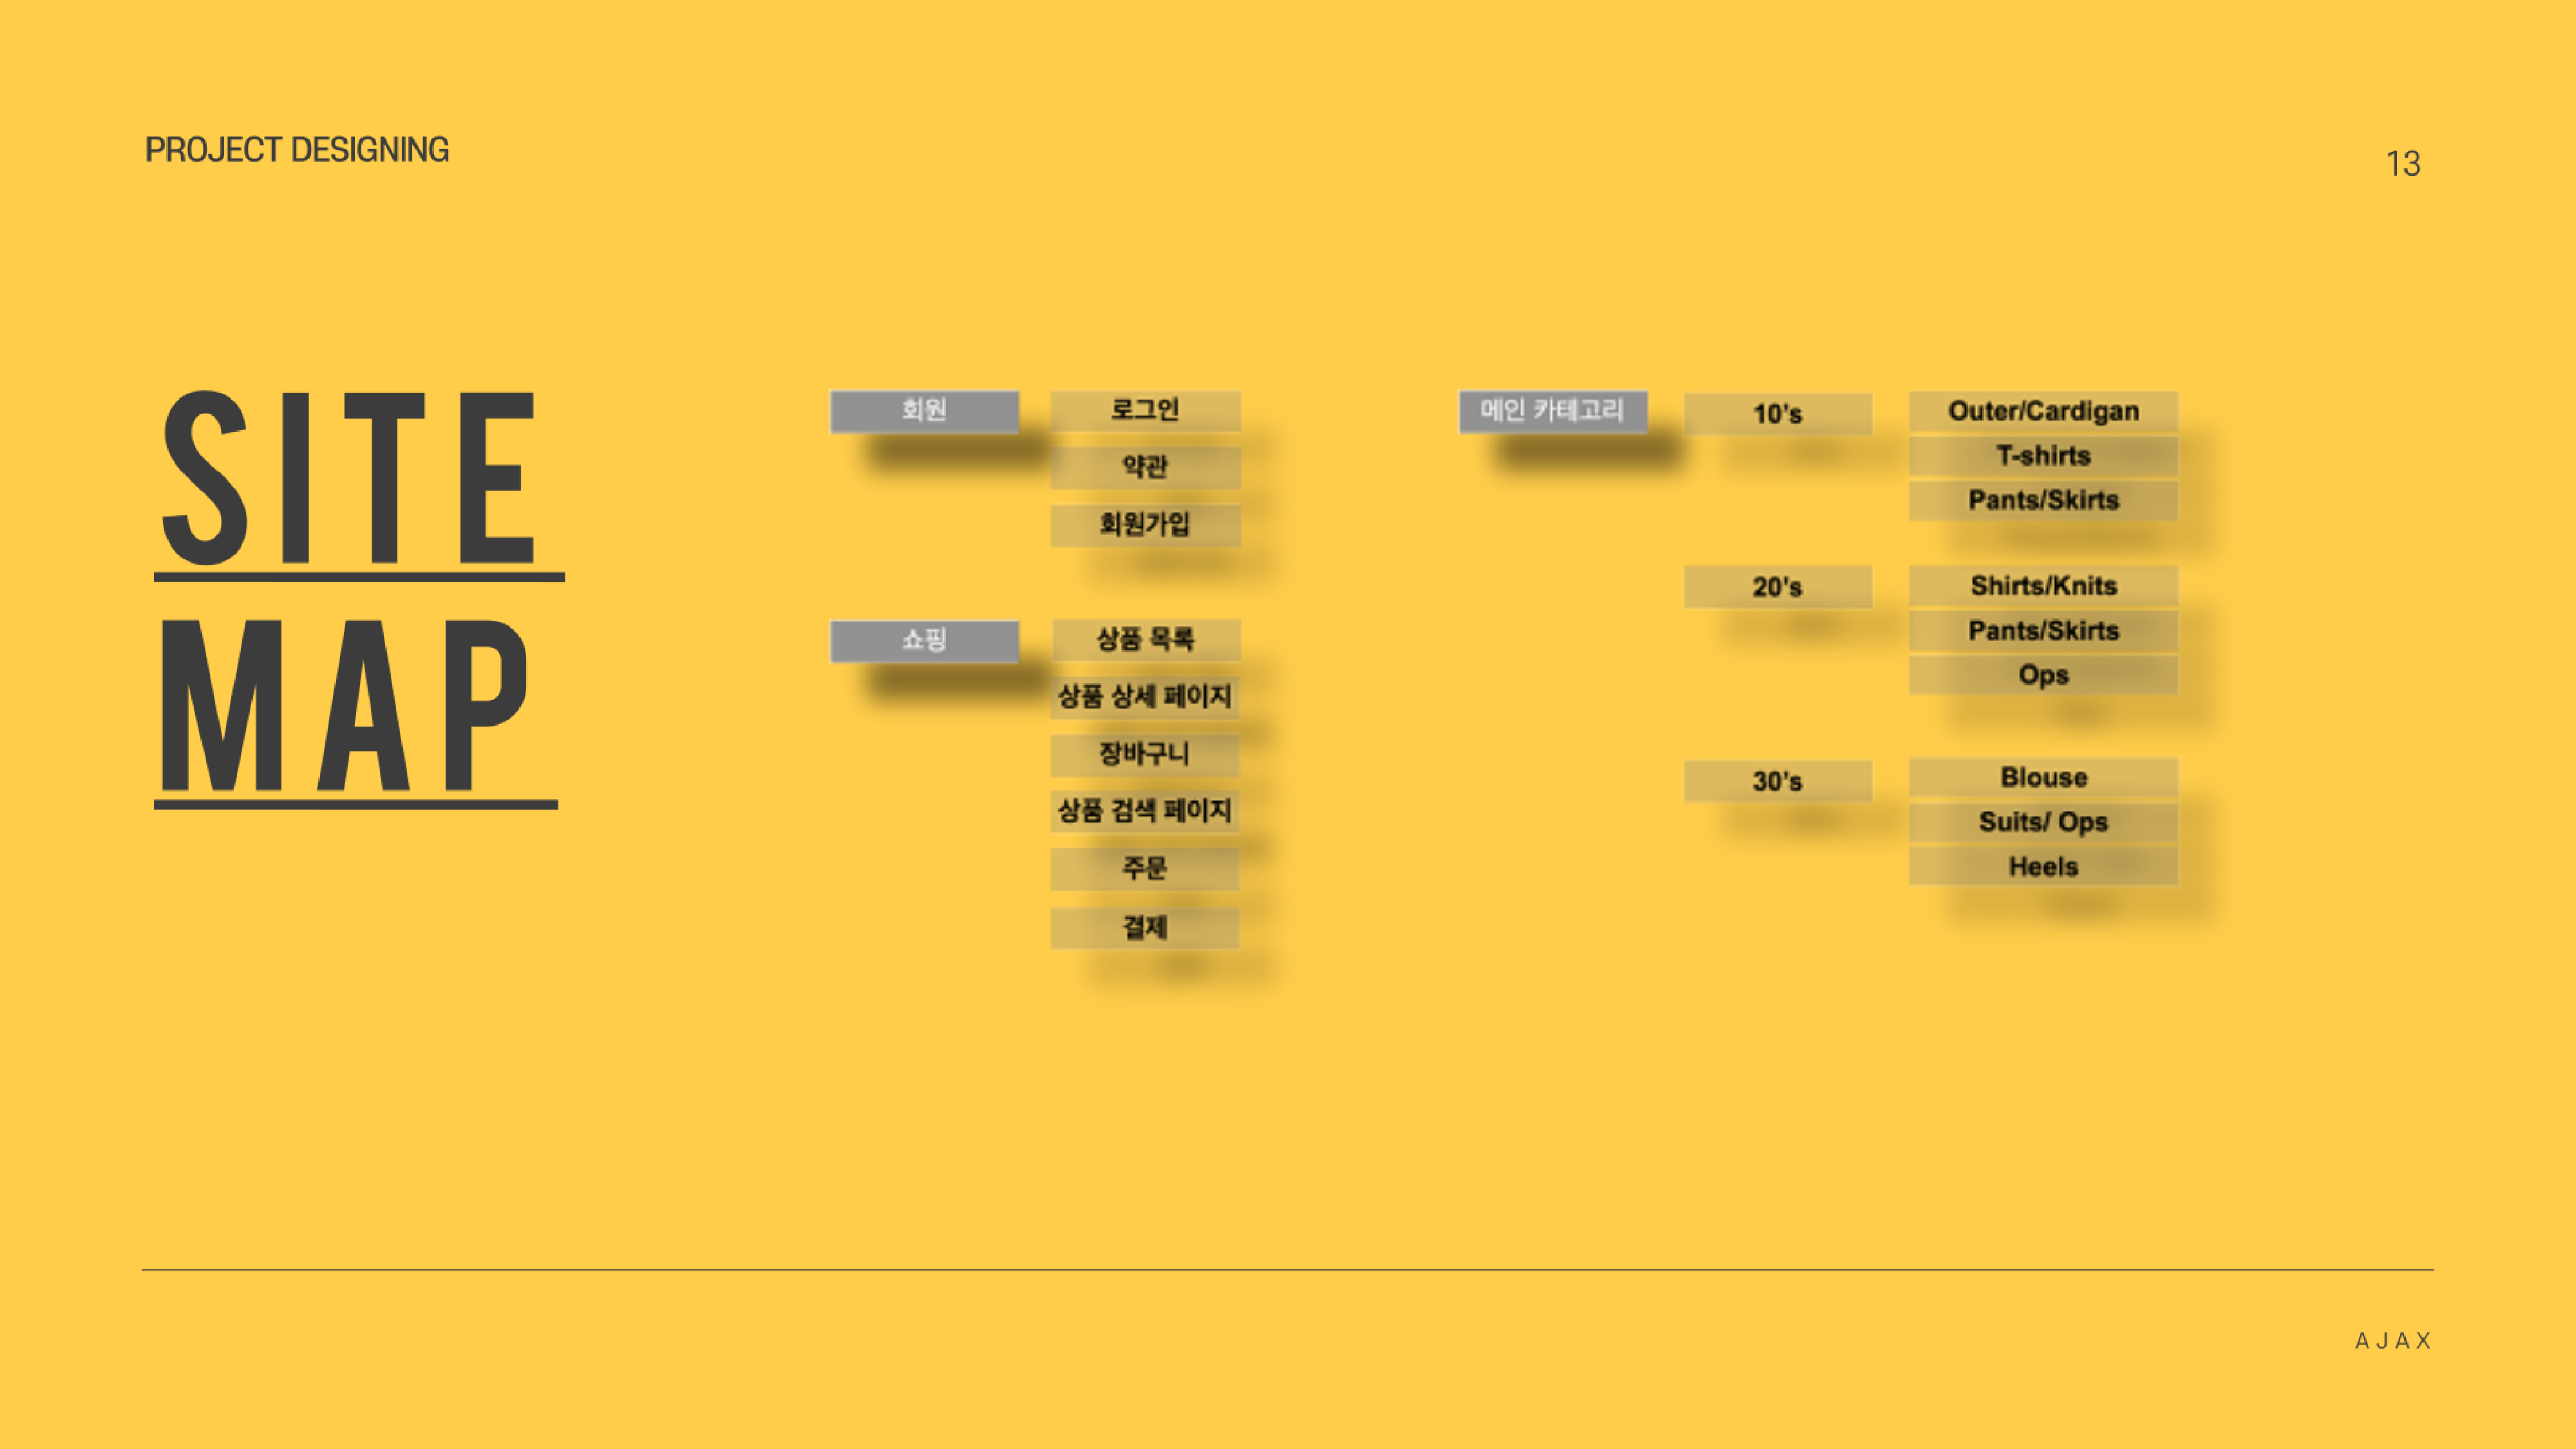 PROJECT DESIGNING
13
SITE
MAP
회원
로그인
약관
회원가입
쇼핑
상품 목록
상품 상세 페이지
장바구니
상품 검색 페이지
주문
결제
메인 카테고리
10's
Outer/Cardigan
T-shirts
Pants/Skirts
20's
Shirts/Knits
Pants/Skirts
Ops
30's
Blouse
Suits/ Ops
Heels
AJAX